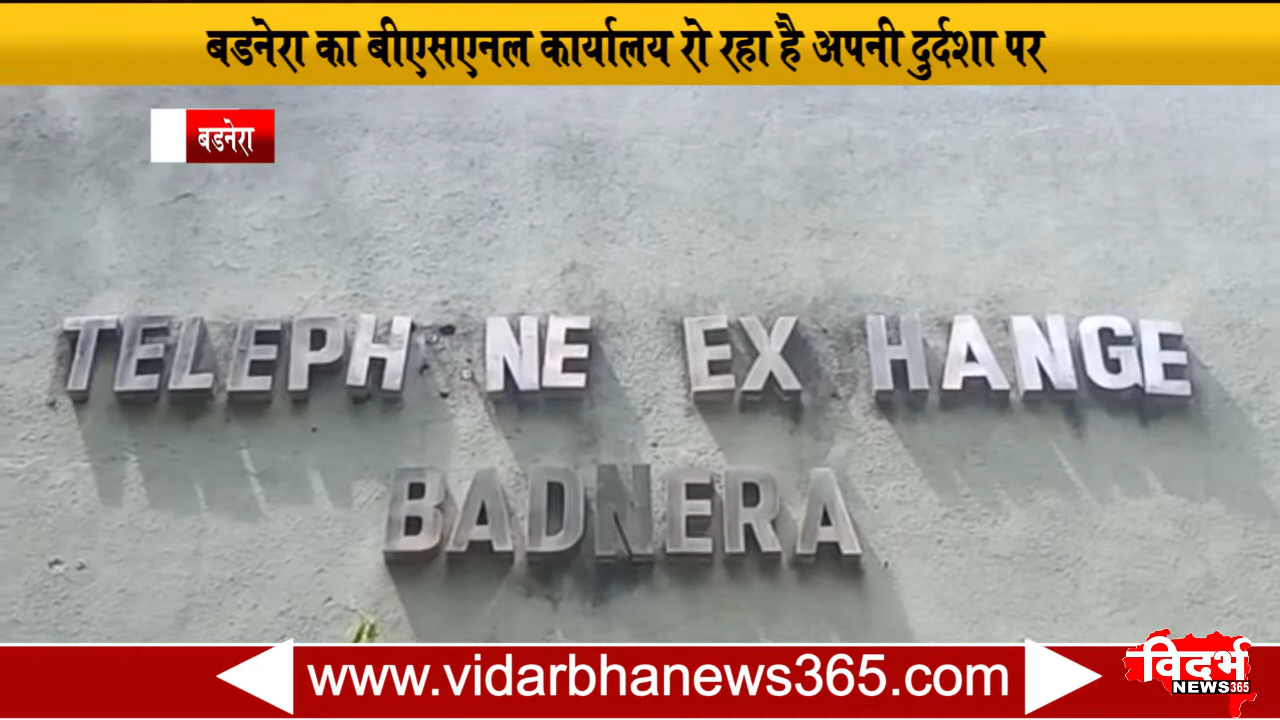 बडनेरा का बीएसएनल कार्यालय रो रहा है अपनी दुर्दशा पर
बडनेरा
TELEPH NE EX HANGE
BADNERA
www.vidarbhanews365.com
विदर्भ
NEWS365